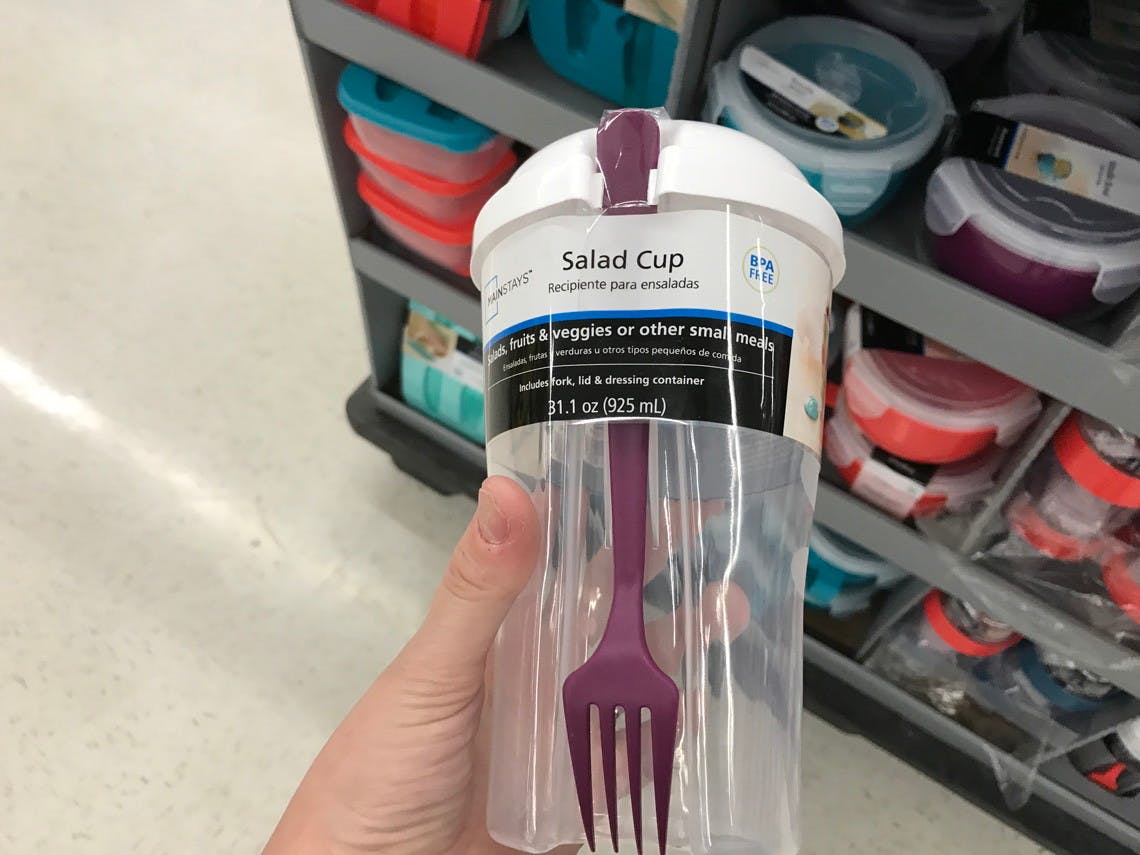 Salad Cup
Recipiente para ensaladas
MAINSTAYS™
BPA
FREE
Salads, fruits & veggies or other small meals
Ensaladas, frutas y verduras u otros tipos pequeños de comida
Includes fork, lid & dressing container
31.1 oz (925 mL)